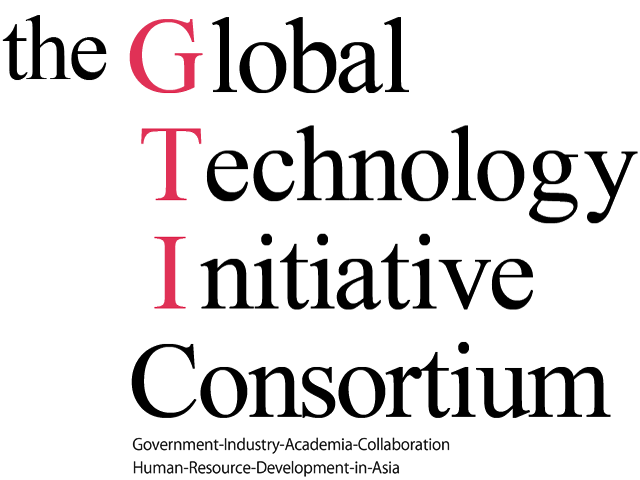 the Global
Technology
Initiative
Consortium
Government-Industry-Academia-Collaboration
Human-Resource-Development-in-Asia